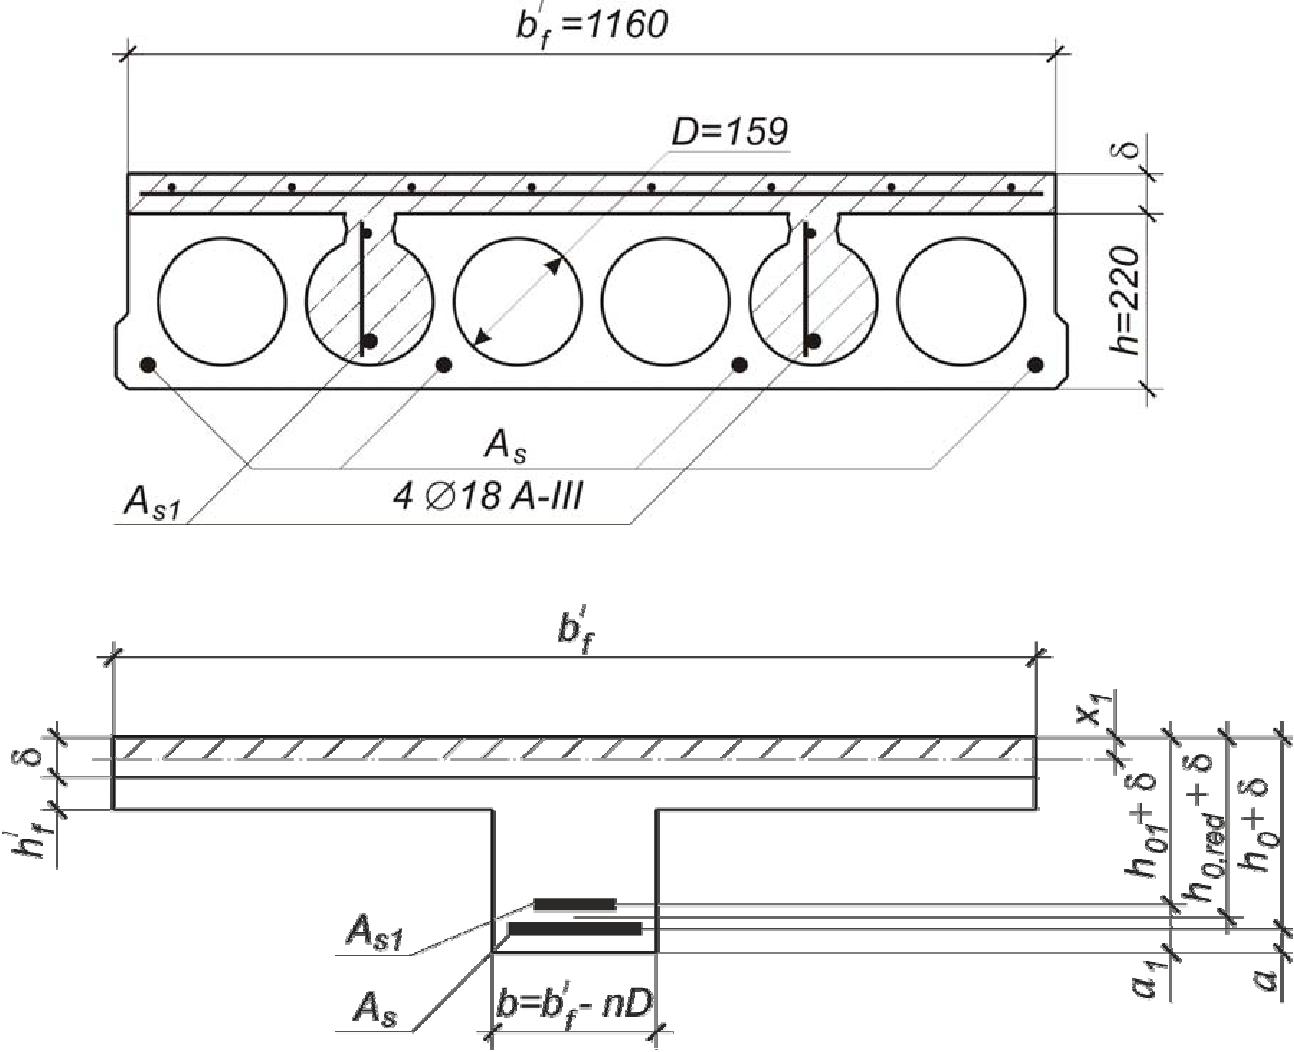 b'f =1160
D=159
δ
h=220
As
As1
4 ∅18 A-III
b'f
x1
δ
h'f
h01 + δ
h0,red + δ
h0 + δ
As1
As
b=b'f - nD
a1
a